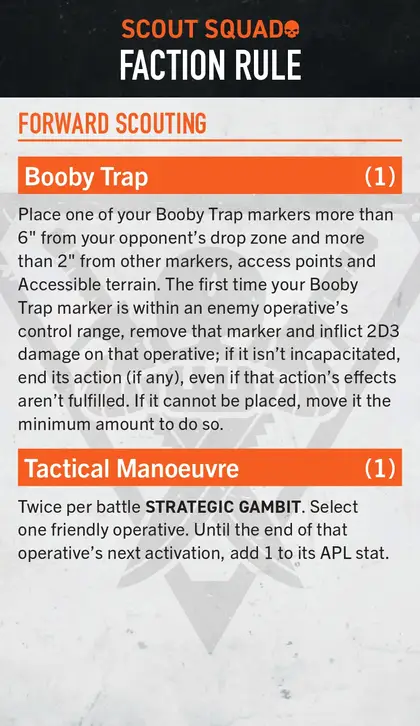 SCOUT SQUAD
FACTION RULE
FORWARD SCOUTING
Booby Trap (1)
Place one of your Booby Trap markers more than
6" from your opponent's drop zone and more
than 2" from other markers, access points and
Accessible terrain. The first time your Booby
Trap marker is within an enemy operative's
control range, remove that marker and inflict 2D3
damage on that operative; if it isn't incapacitated,
end its action (if any), even if that action's effects
aren't fulfilled. If it cannot be placed, move it the
minimum amount to do so.
Tactical Manoeuvre (1)
Twice per battle STRATEGIC GAMBIT. Select
one friendly operative. Until the end of that
operative's next activation, add 1 to its APL stat.